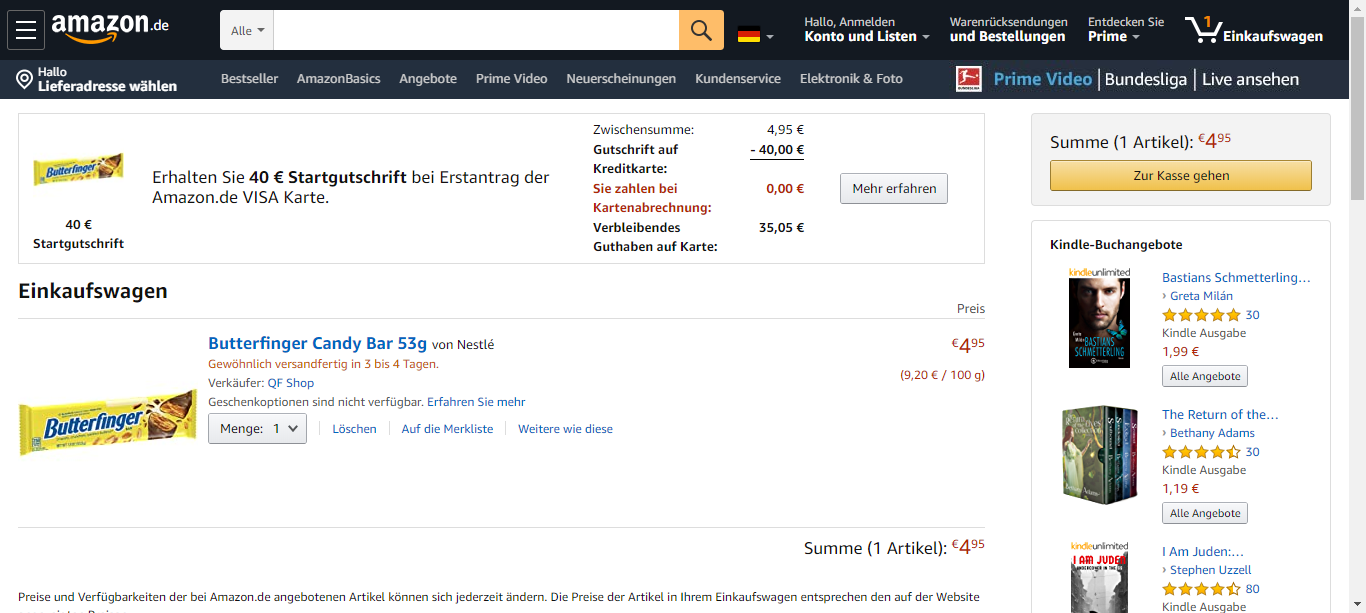 amazon.de
Alle
Hallo, Anmelden
Konto und Listen
Warenrücksendungen
und Bestellungen
Entdecken Sie
Prime
1
Einkaufswagen
Hallo
Lieferadresse wählen
Bestseller
AmazonBasics
Angebote
Prime Video
Neuerscheinungen
Kundenservice
Elektronik & Foto
BUNDESLIGA
Prime Video | Bundesliga | Live ansehen
Butterfinger
40 €
Startgutschrift
Erhalten Sie 40 € Startgutschrift bei Erstantrag der
Amazon.de VISA Karte.
Zwischensumme: 4,95 €
Gutschrift auf - 40,00 €
Kreditkarte:
Sie zahlen bei 0,00 €
Kartenabrechnung:
Verbleibendes 35,05 €
Guthaben auf Karte:
Mehr erfahren
Summe (1 Artikel): €495
Zur Kasse gehen
Einkaufswagen
Preis
Butterfinger
Butterfinger Candy Bar 53g von Nestlé
€495
Gewöhnlich versandfertig in 3 bis 4 Tagen.
(9,20 € / 100 g)
Verkäufer: QF Shop
Geschenkoptionen sind nicht verfügbar. Erfahren Sie mehr
Menge: 1
Löschen
Auf die Merkliste
Weitere wie diese
Summe (1 Artikel): €495
Preise und Verfügbarkeiten der bei Amazon.de angebotenen Artikel können sich jederzeit ändern. Die Preise der Artikel in Ihrem Einkaufswagen entsprechen den auf der Website
Kindle-Buchangebote
kindleunlimited
BASTIANS
SCHMETTERLING
Bastians Schmetterling…
› Greta Milán
30
Kindle Ausgabe
1,99 €
Alle Angebote
The Return of the…
› Bethany Adams
30
Kindle Ausgabe
1,19 €
Alle Angebote
kindleunlimited
I AM JUDEN
I Am Juden:…
› Stephen Uzzell
80
Kindle Ausgabe